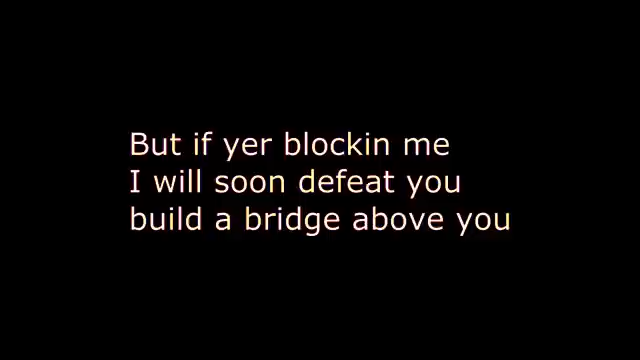 But if yer blockin me
I will soon defeat you
build a bridge above you